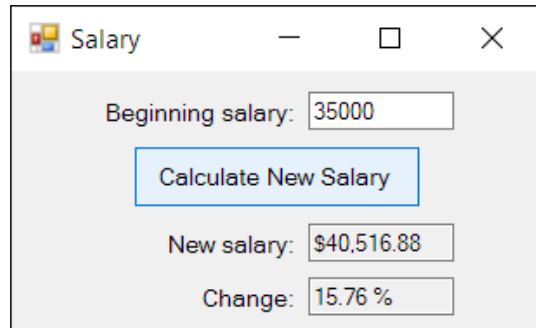 Salary
Beginning salary: 35000
Calculate New Salary
New salary: $40,516.88
Change: 15.76 %